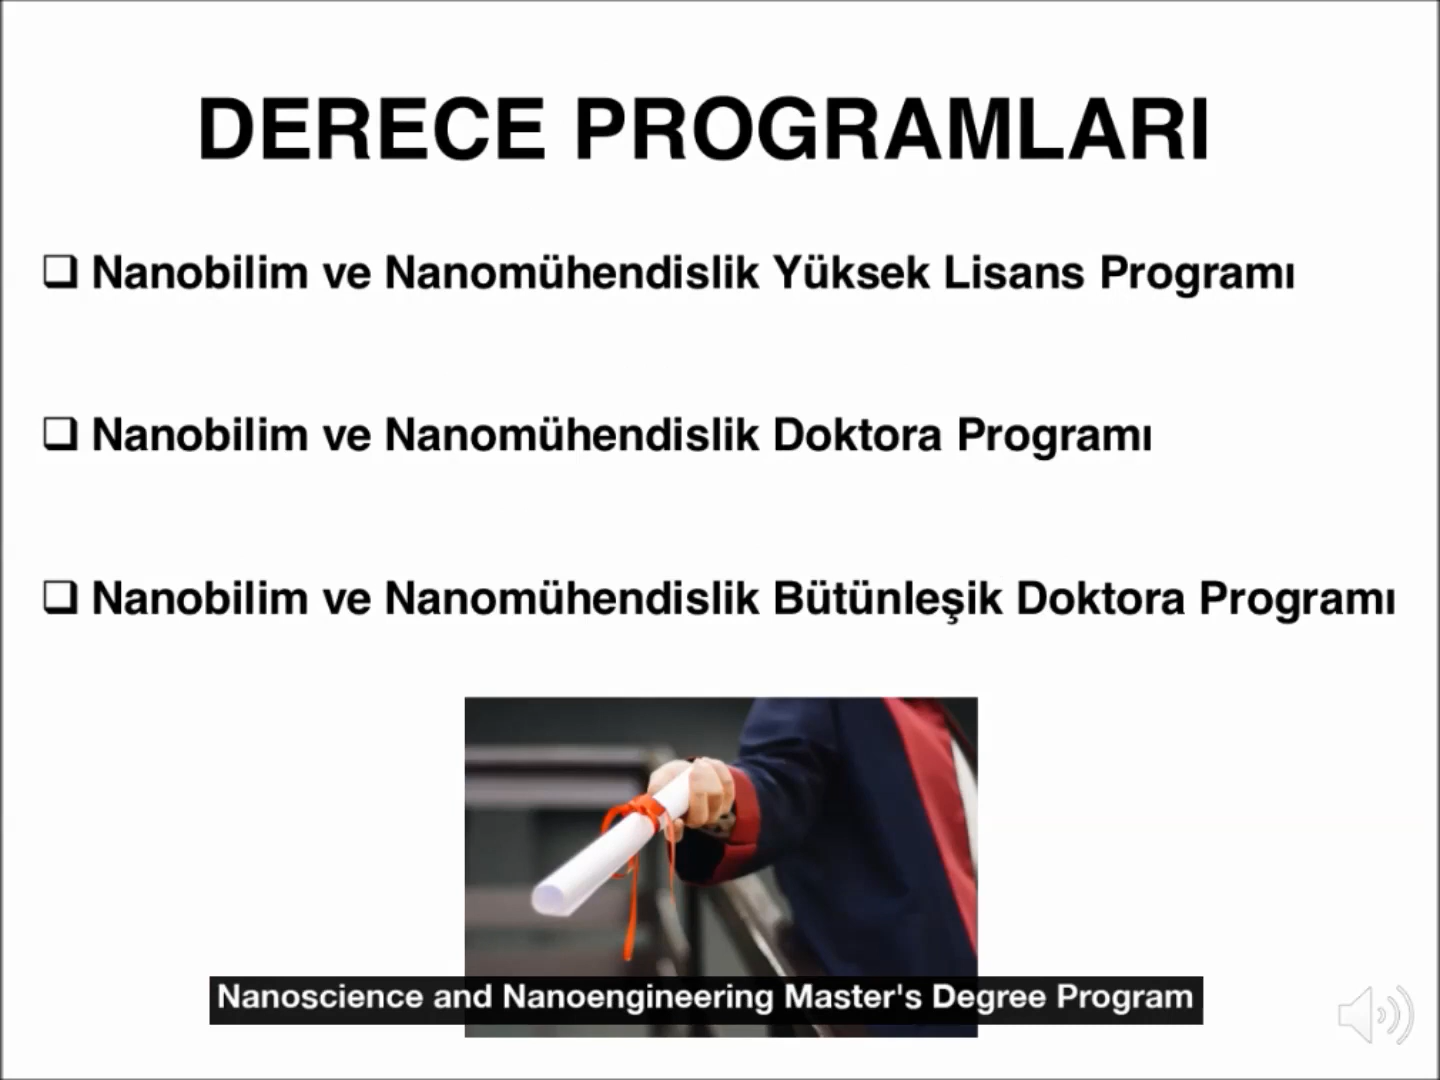 DERECE PROGRAMLARI
Nanobilim ve Nanomühendislik Yüksek Lisans Programı
Nanobilim ve Nanomühendislik Doktora Programı
Nanobilim ve Nanomühendislik Bütünleşik Doktora Programı
Nanoscience and Nanoengineering Master's Degree Program